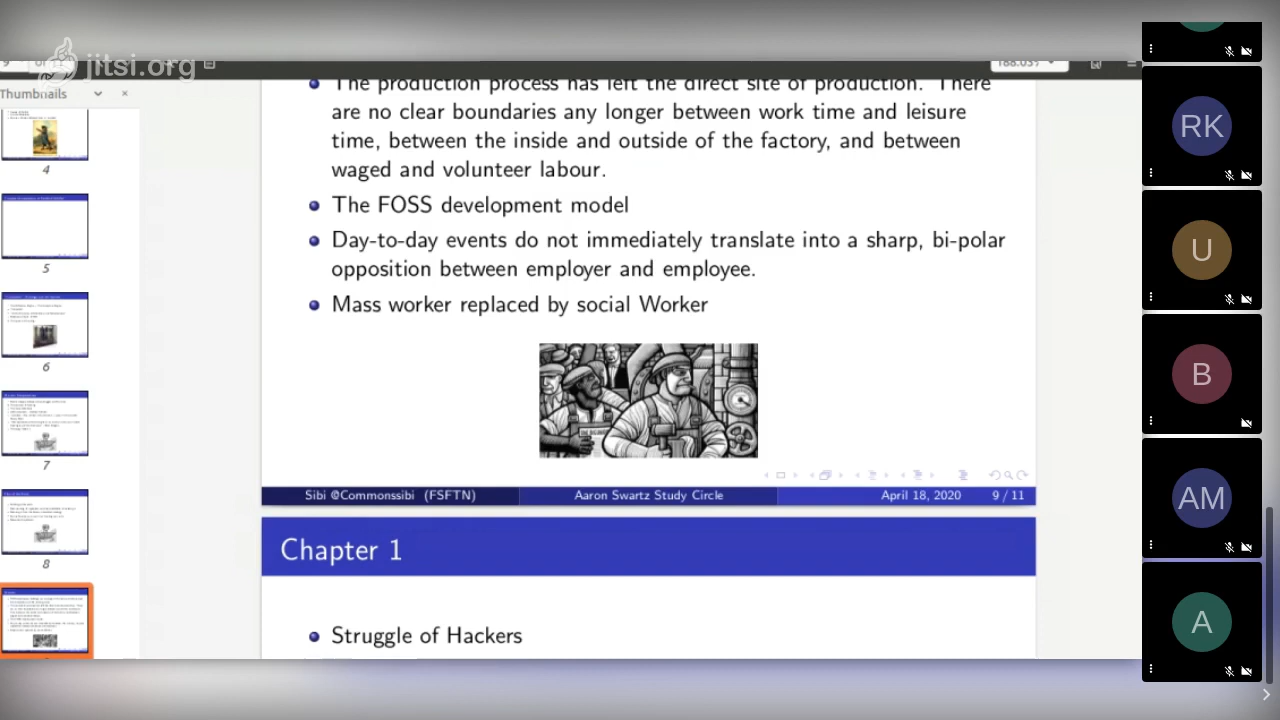 jitsi.org
9
Thumbnails
4
5
6
7
8
The production process has left the direct site of production. There
are no clear boundaries any longer between work time and leisure
time, between the inside and outside of the factory, and between
waged and volunteer labour.
The FOSS development model
Day-to-day events do not immediately translate into a sharp, bi-polar
opposition between employer and employee.
Mass worker replaced by social Worker
Sibi @Commonssibi (FSFTN)
Aaron Swartz Study Circle
April 18, 2020
9 / 11
Chapter 1
Struggle of Hackers
RK
U
B
AM
A